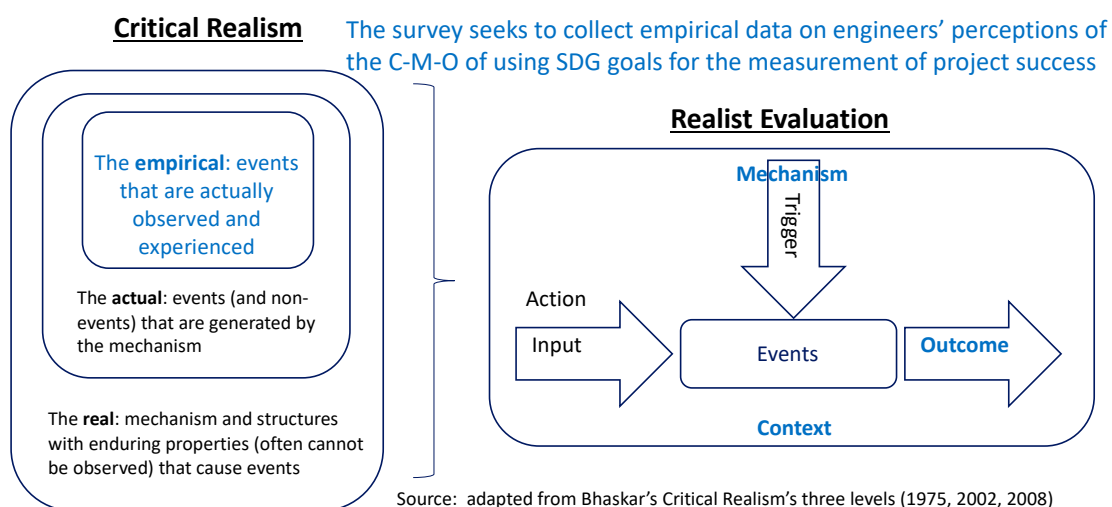 Critical Realism
The survey seeks to collect empirical data on engineers’ perceptions of
the C-M-O of using SDG goals for the measurement of project success
The empirical: events
that are actually
observed and
experienced
The actual: events (and non-
events) that are generated by
the mechanism
The real: mechanism and structures
with enduring properties (often cannot
be observed) that cause events
Realist Evaluation
Mechanism
Trigger
Action
Input
Events
Outcome
Context
Source:  adapted from Bhaskar’s Critical Realism’s three levels (1975, 2002, 2008)